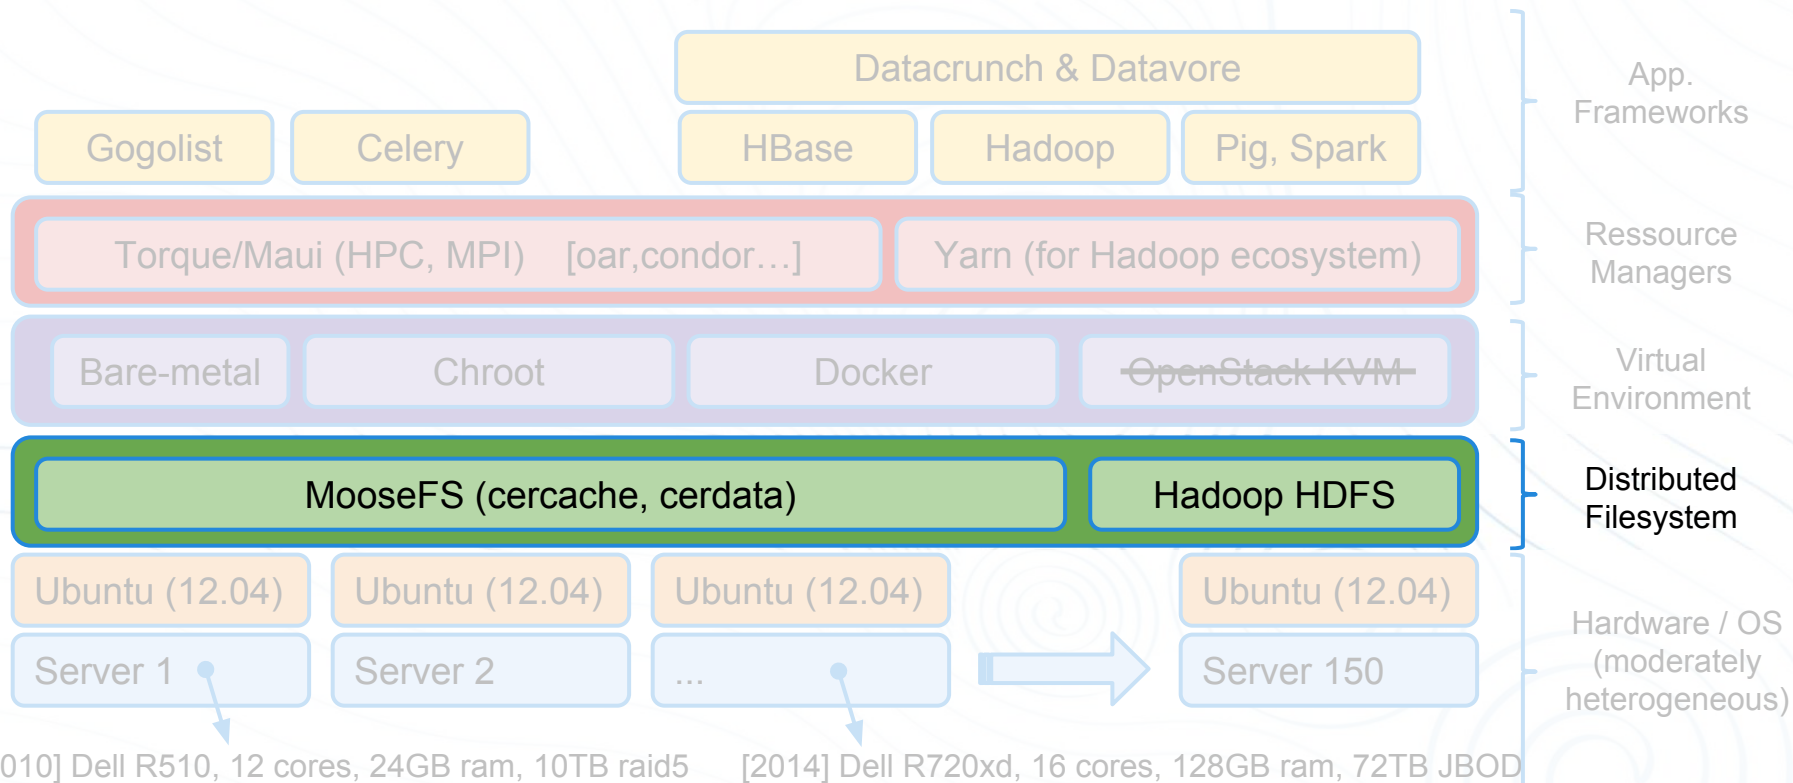 Datacrunch & Datavore
App.
Frameworks
Gogolist
Celery
HBase
Hadoop
Pig, Spark
Torque/Maui (HPC, MPI) [oar,condor…]
Yarn (for Hadoop ecosystem)
Ressource
Managers
Bare-metal
Chroot
Docker
OpenStack KVM
Virtual
Environment
MooseFS (cercache, cerdata)
Hadoop HDFS
Distributed
Filesystem
Ubuntu (12.04)
Ubuntu (12.04)
Ubuntu (12.04)
Ubuntu (12.04)
Server 1
Server 2
...
Server 150
Hardware / OS
(moderately
heterogeneous)
010] Dell R510, 12 cores, 24GB ram, 10TB raid5
[2014] Dell R720xd, 16 cores, 128GB ram, 72TB JBOD